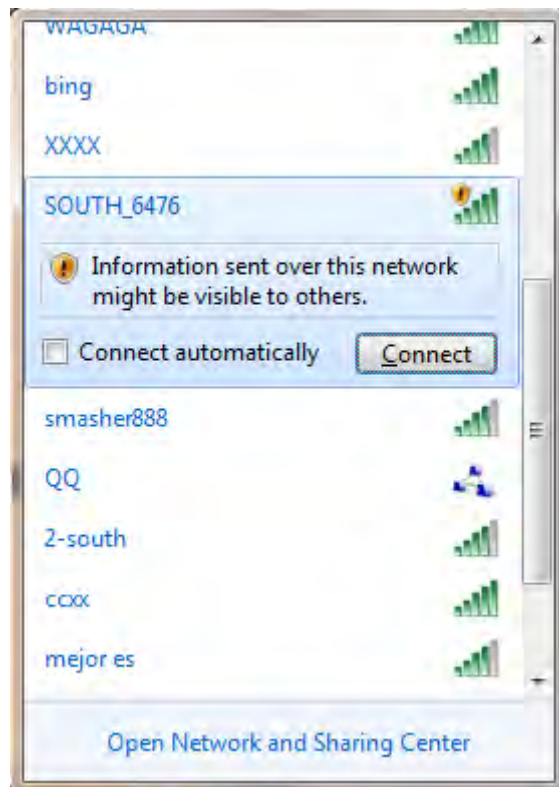 WAGAGA
bing
XXXX
SOUTH_6476
Information sent over this network
might be visible to others.
Connect automatically
Connect
smasher888
QQ
2-south
ccxx
mejor es
Open Network and Sharing Center